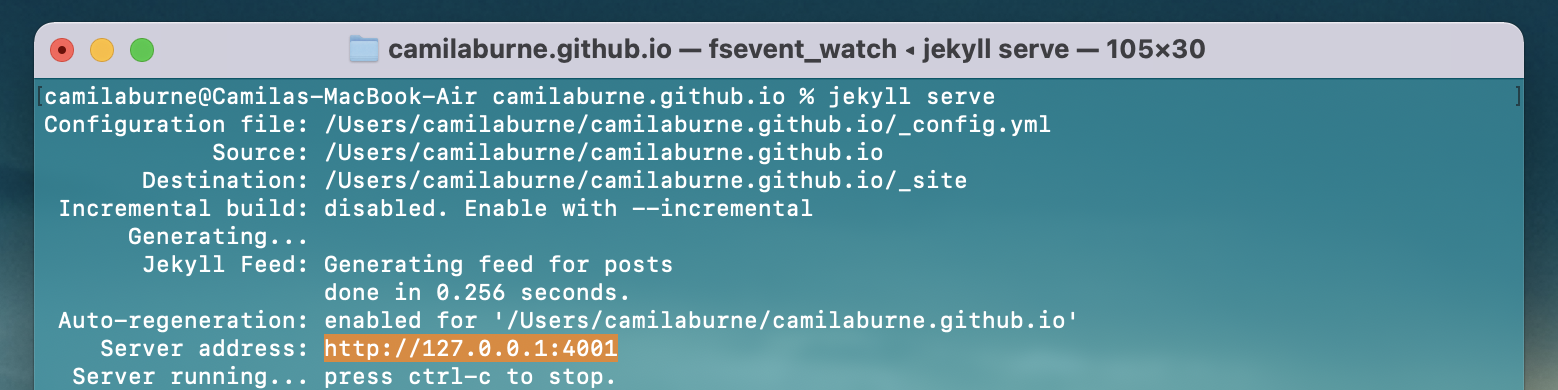 camilaburne.github.io — fsevent_watch ◂ jekyll serve — 105×30
[camilaburne@Camilas-MacBook-Air camilaburne.github.io % jekyll serve ]
Configuration file: /Users/camilaburne/camilaburne.github.io/_config.yml
Source: /Users/camilaburne/camilaburne.github.io
Destination: /Users/camilaburne/camilaburne.github.io/_site
Incremental build: disabled. Enable with --incremental
Generating...
Jekyll Feed: Generating feed for posts
done in 0.256 seconds.
Auto-regeneration: enabled for '/Users/camilaburne/camilaburne.github.io'
Server address: http://127.0.0.1:4001
Server running... press ctrl-c to stop.